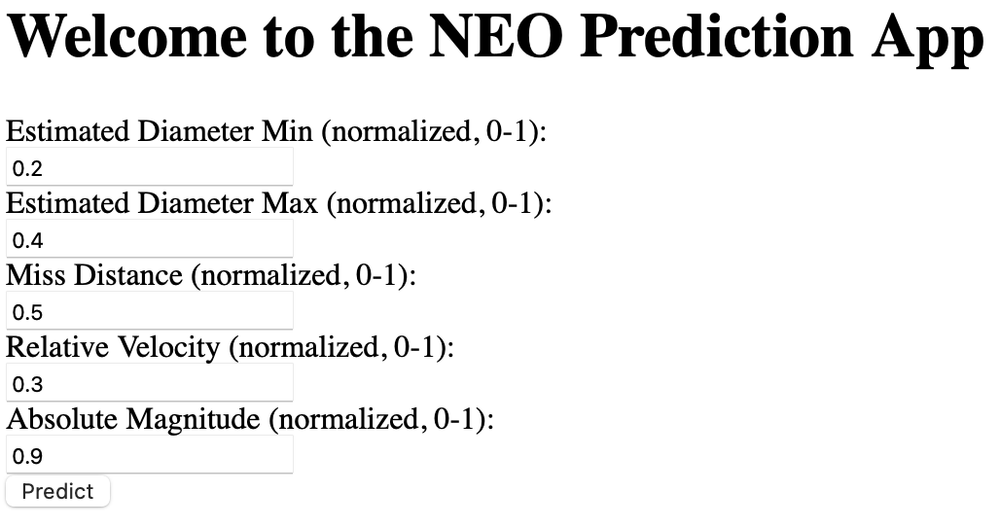 Welcome to the NEO Prediction App
Estimated Diameter Min (normalized, 0-1):
0.2
Estimated Diameter Max (normalized, 0-1):
0.4
Miss Distance (normalized, 0-1):
0.5
Relative Velocity (normalized, 0-1):
0.3
Absolute Magnitude (normalized, 0-1):
0.9
Predict